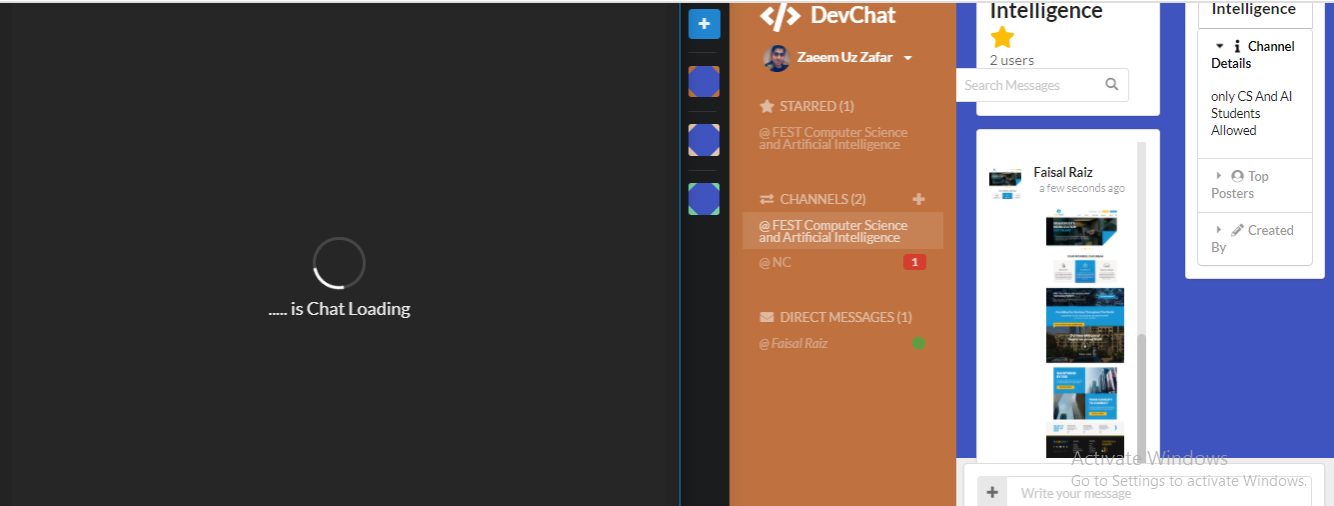 ..... is Chat Loading
DevChat
Zaeem Uz Zafar
STARRED (1)
@ FEST Computer Science
and Artificial Intelligence
CHANNELS (2)
@ FEST Computer Science
and Artificial Intelligence
@ NC
1
DIRECT MESSAGES (1)
@ Faisal Raiz
Intelligence
2 users
Search Messages
Faisal Raiz
a few seconds ago
Write your message
Intelligence
Channel
Details
only CS And AI
Students
Allowed
Top
Posters
Created
By
Activate Windows
Go to Settings to activate Windows.